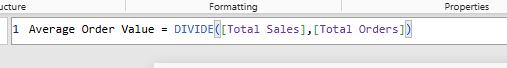 ucture Formatting Properties
1 Average Order Value = DIVIDE([Total Sales],[Total Orders])